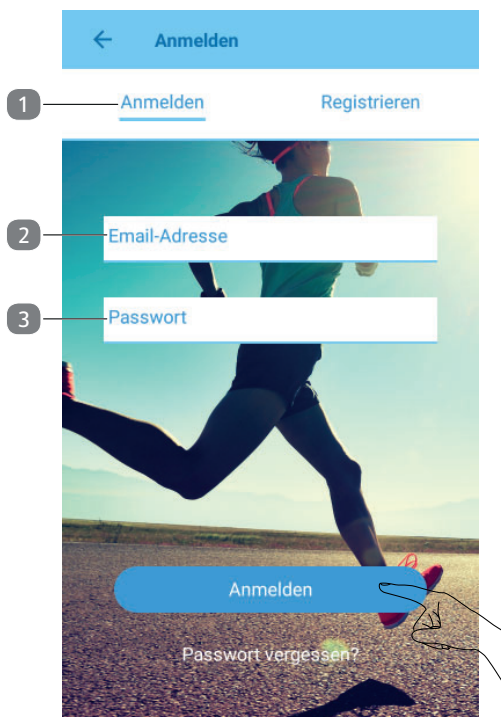 Anmelden
1 Anmelden Registrieren
2 Email-Adresse
3 Passwort
Anmelden
Passwort vergessen?